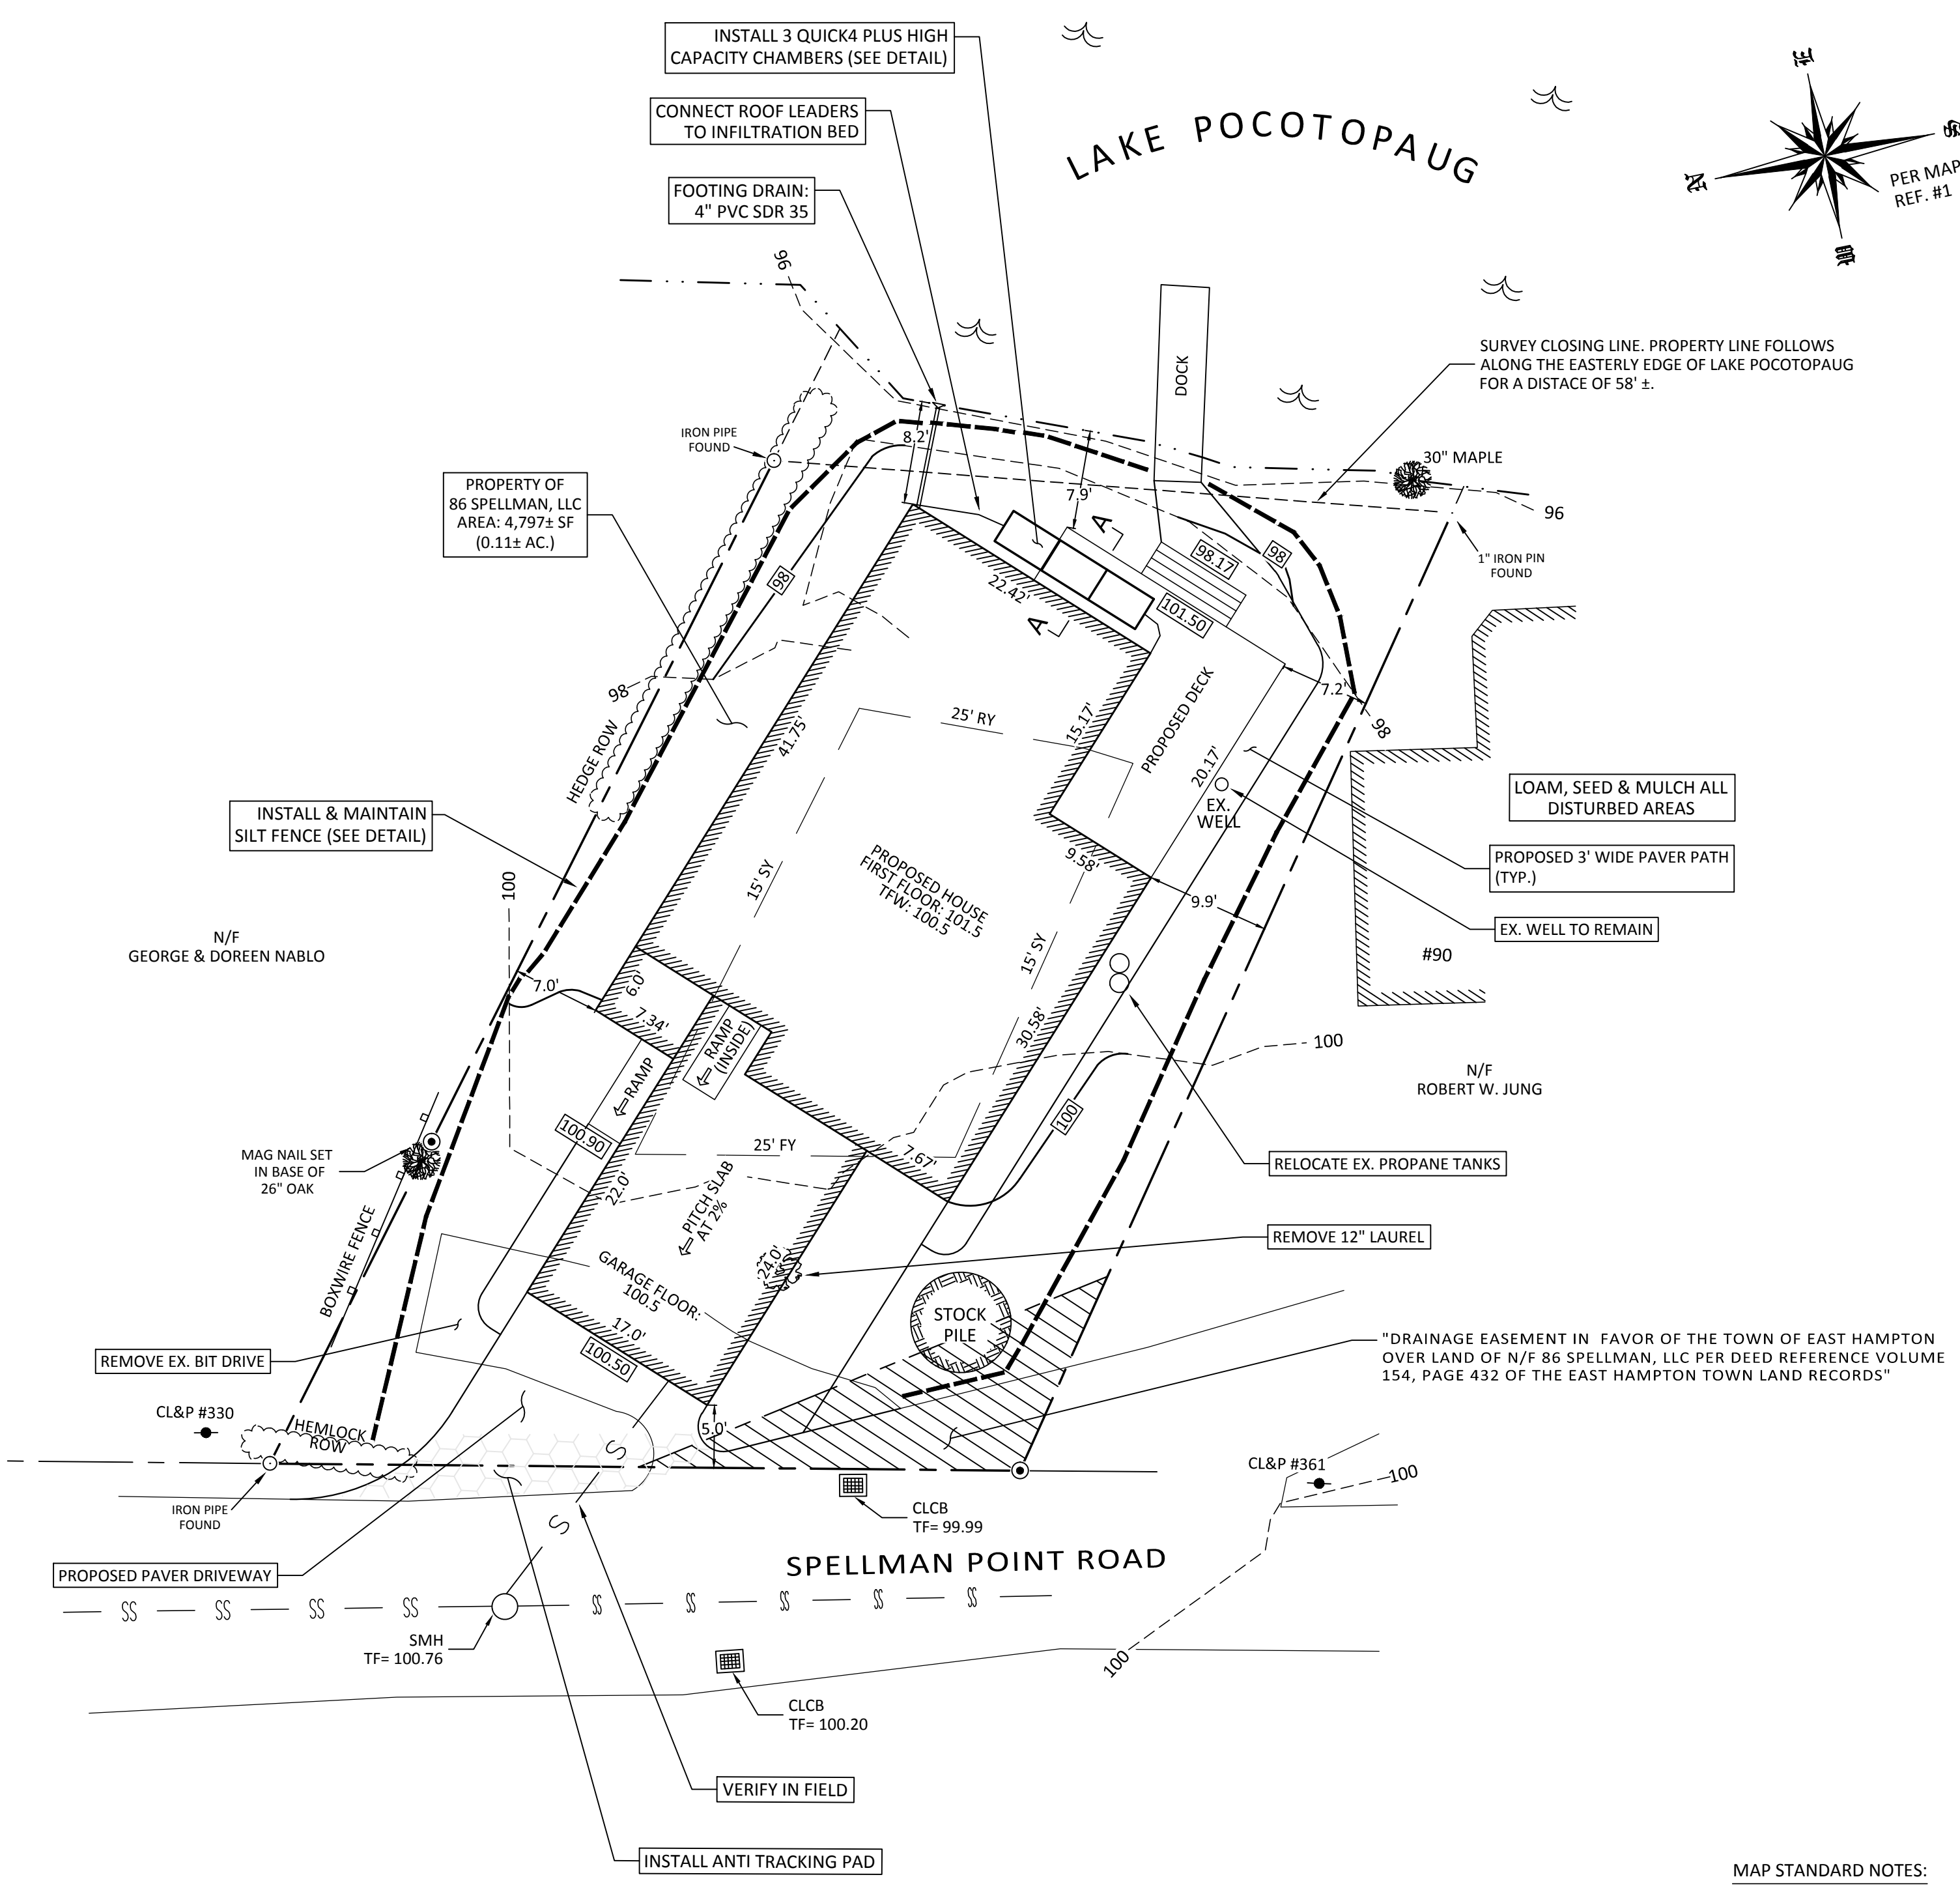 INSTALL 3 QUICK4 PLUS HIGH
CAPACITY CHAMBERS (SEE DETAIL)
CONNECT ROOF LEADERS
TO INFILTRATION BED
FOOTING DRAIN:
4" PVC SDR 35
LAKE POCOTOPAUG
E
S
N
W
PER MAP
REF. #1
96
DOCK
SURVEY CLOSING LINE. PROPERTY LINE FOLLOWS
ALONG THE EASTERLY EDGE OF LAKE POCOTOPAUG
FOR A DISTACE OF 58' ±.
IRON PIPE
FOUND
8.2'
7.9'
30" MAPLE
96
1" IRON PIN
FOUND
PROPERTY OF
86 SPELLMAN, LLC
AREA: 4,797± SF
(0.11± AC.)
A
A
98
98.17
98
22.42'
101.50
98
HEDGE ROW
41.75'
25' RY
15.17'
PROPOSED DECK
7.2'
98
20.17'
EX.
WELL
LOAM, SEED & MULCH ALL
DISTURBED AREAS
INSTALL & MAINTAIN
SILT FENCE (SEE DETAIL)
PROPOSED 3' WIDE PAVER PATH
(TYP.)
100
15' SY
PROPOSED HOUSE
FIRST FLOOR: 101.5
TFW: 100.5
9.58'
9.9'
EX. WELL TO REMAIN
#90
N/F
GEORGE & DOREEN NABLO
15' SY
7.0'
6.0'
7.34'
RAMP
(INSIDE)
RAMP
30.58'
100
N/F
ROBERT W. JUNG
100
100.90
25' FY
7.67'
MAG NAIL SET
IN BASE OF
26" OAK
RELOCATE EX. PROPANE TANKS
22.0'
PITCH SLAB
AT 2%
BOXWIRE FENCE
REMOVE 12" LAUREL
24.0'
GARAGE FLOOR:
100.5
17.0'
100.50
STOCK
PILE
"DRAINAGE EASEMENT IN FAVOR OF THE TOWN OF EAST HAMPTON
OVER LAND OF N/F 86 SPELLMAN, LLC PER DEED REFERENCE VOLUME
154, PAGE 432 OF THE EAST HAMPTON TOWN LAND RECORDS"
REMOVE EX. BIT DRIVE
CL&P #330
HEMLOCK
ROW
5.0'
S
S
CL&P #361
100
IRON PIPE
FOUND
CLCB
TF= 99.99
SPELLMAN POINT ROAD
PROPOSED PAVER DRIVEWAY
SS SS SS SS SS SS SS SS SS
SMH
TF= 100.76
100
CLCB
TF= 100.20
VERIFY IN FIELD
INSTALL ANTI TRACKING PAD
MAP STANDARD NOTES: